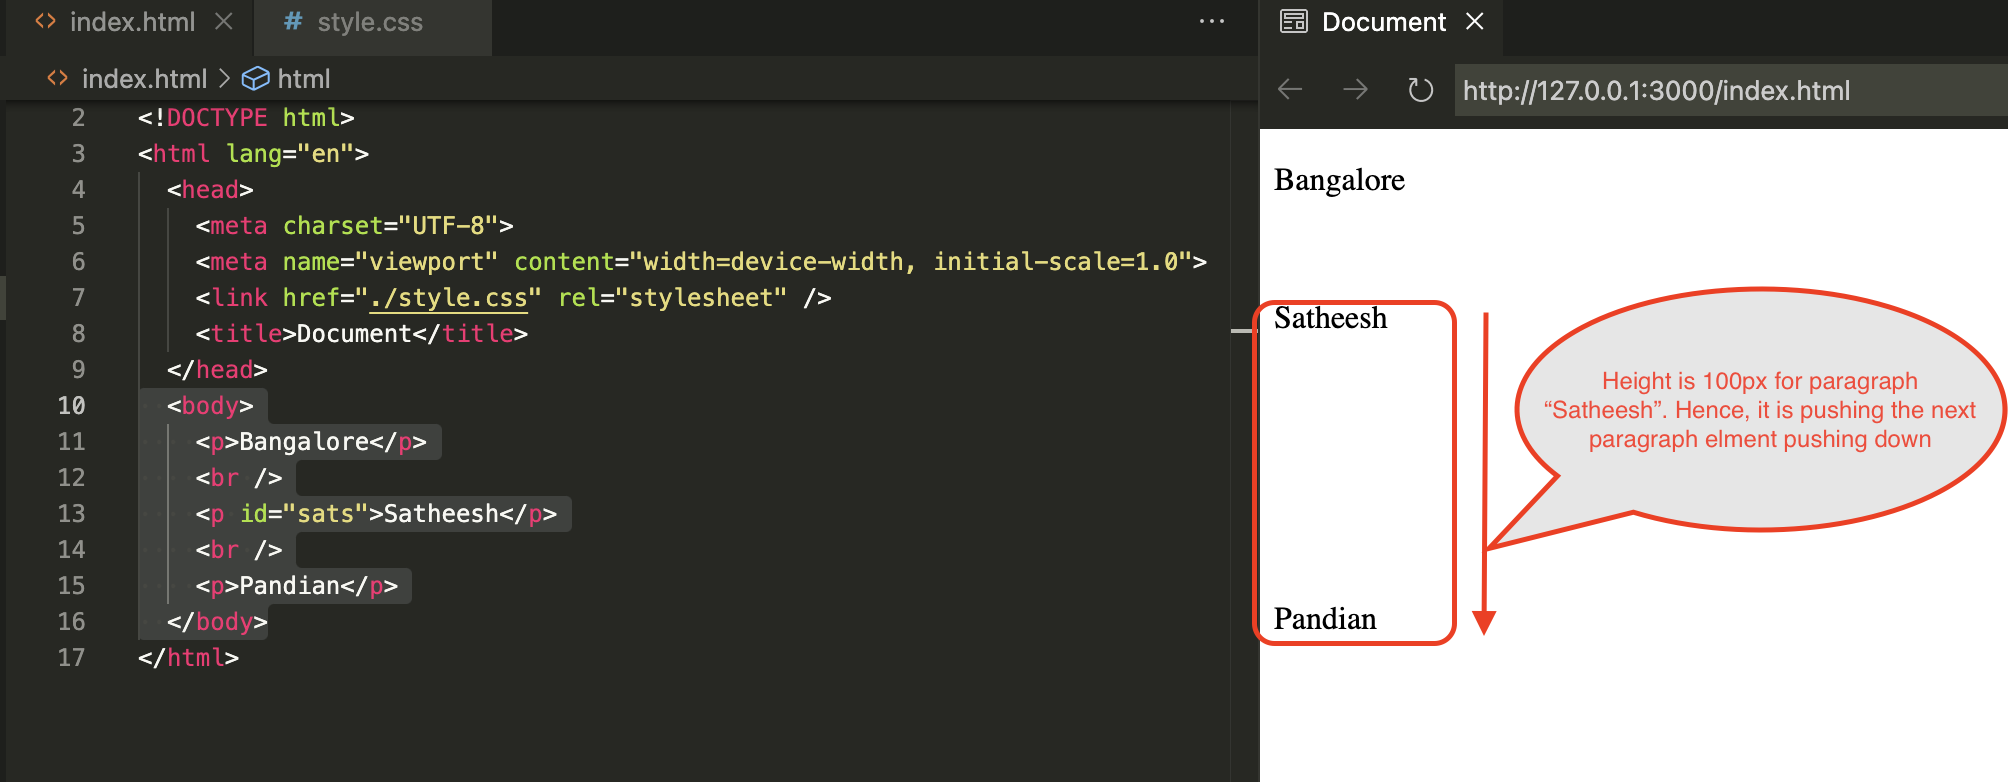 index.html
style.css
Document
index.html > html
http://127.0.0.1:3000/index.html
2 <!DOCTYPE html>
3 <html lang="en">
4 <head>
5 <meta charset="UTF-8">
6 <meta name="viewport" content="width=device-width, initial-scale=1.0">
7 <link href="./style.css" rel="stylesheet" />
8 <title>Document</title>
9 </head>
10 <body>
11 <p>Bangalore</p>
12 <br />
13 <p id="sats">Satheesh</p>
14 <br />
15 <p>Pandian</p>
16 </body>
17 </html>
Bangalore
Satheesh
Height is 100px for paragraph
“Satheesh”. Hence, it is pushing the next
paragraph elment pushing down
Pandian